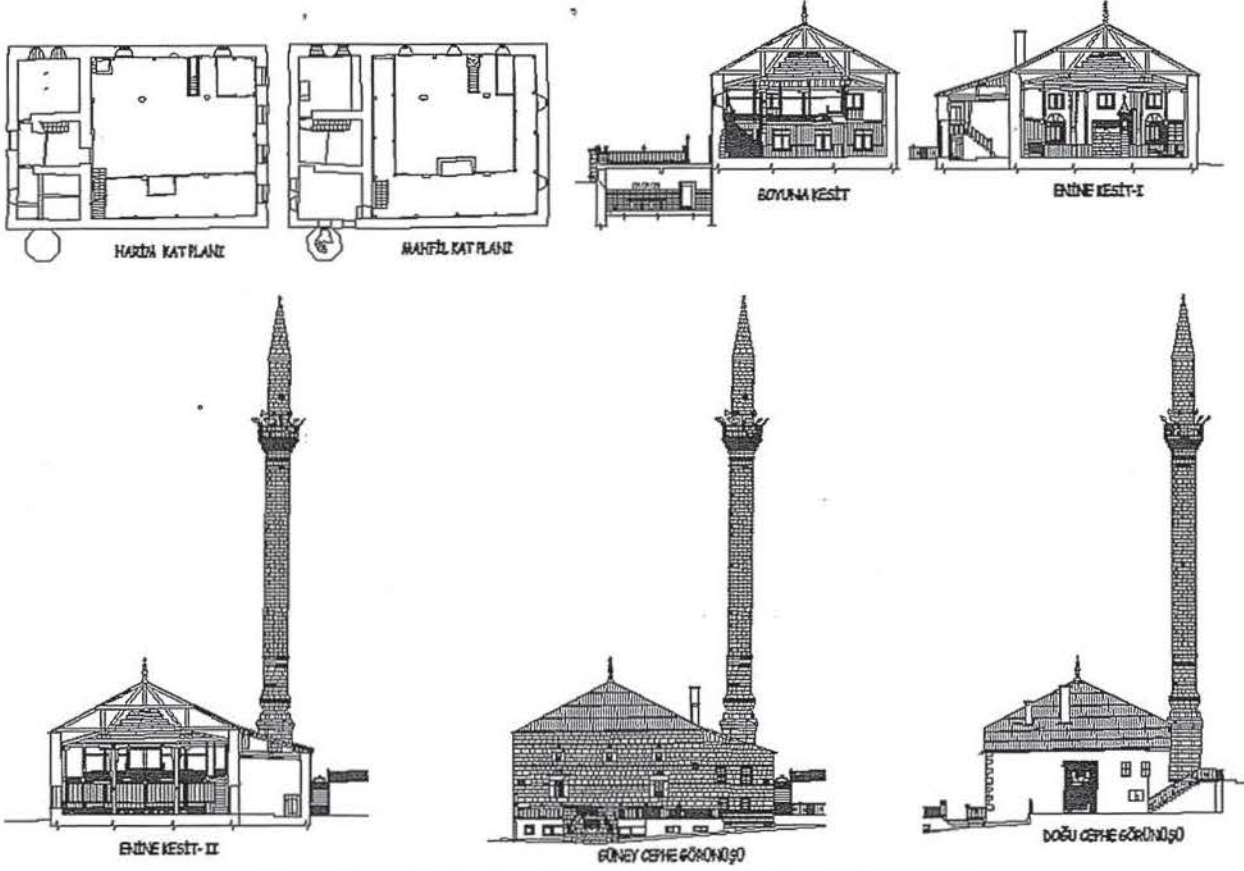 HARİM KAT PLANI
MAHFİL KAT PLANI
BOYUNA KESİT
ENİNE KESİT-I
ENİNE KESİT-II
GÜNEY CEPHE GÖRÜNÜŞÜ
DOĞU CEPHE GÖRÜNÜŞÜ